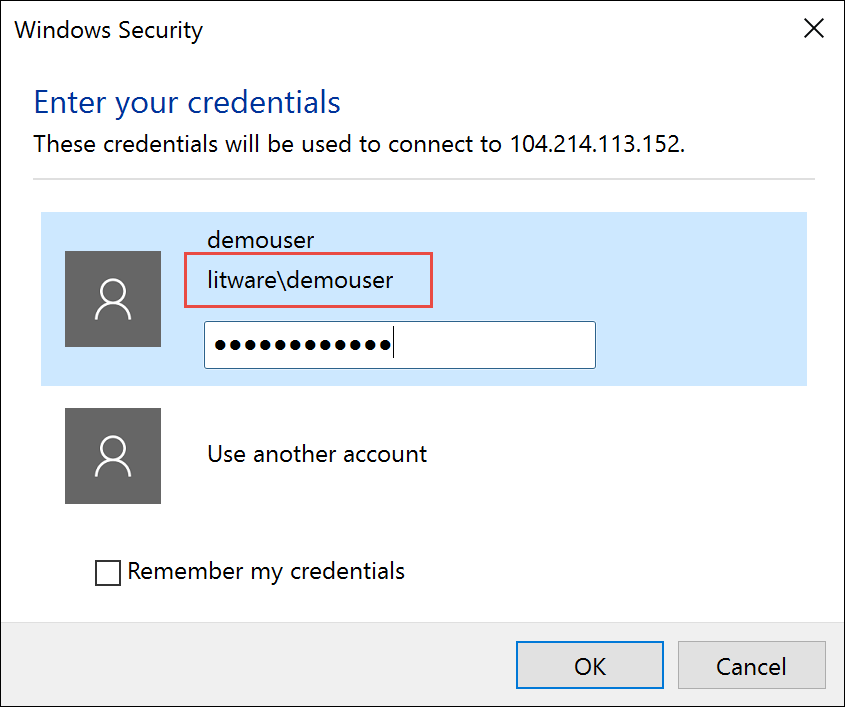 Windows Security
Enter your credentials
These credentials will be used to connect to 104.214.113.152.
demouser
litware\demouser
●●●●●●●●●●●●
Use another account
Remember my credentials
OK
Cancel